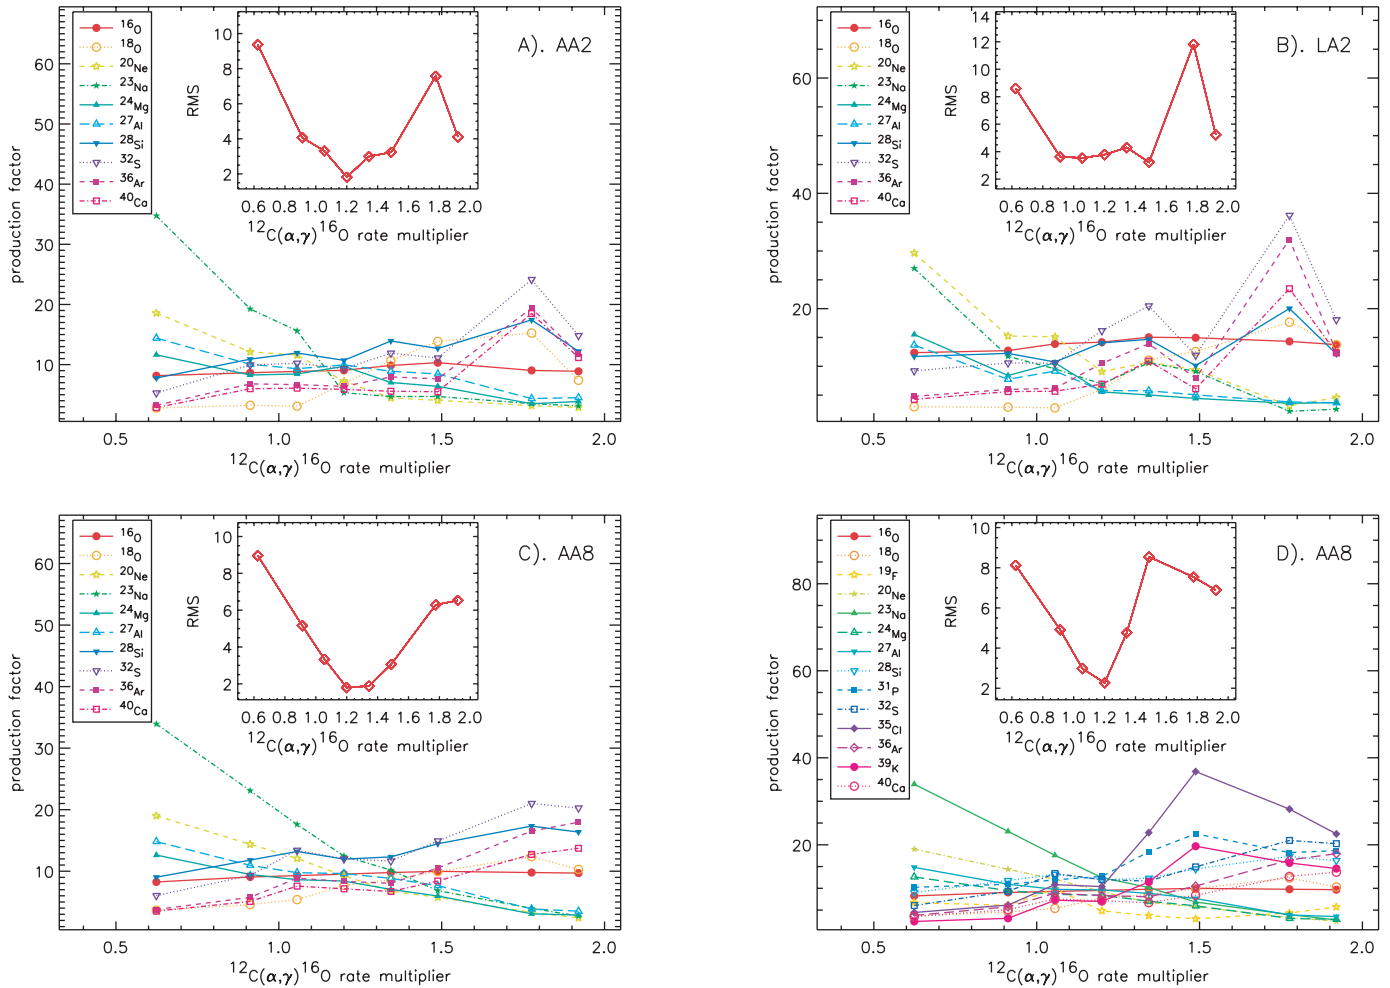 A). AA2
16O
18O
20Ne
23Na
24Mg
27Al
28Si
32S
36Ar
40Ca
production factor
60
50
40
30
20
10
0.5 1.0 1.5 2.0
12C(α,γ)16O rate multiplier
RMS
10
8
6
4
2
0.6 0.8 1.0 1.2 1.4 1.6 1.8 2.0
12C(α,γ)16O rate multiplier
B). LA2
16O
18O
20Ne
23Na
24Mg
27Al
28Si
32S
36Ar
40Ca
production factor
60
40
20
0.5 1.0 1.5 2.0
12C(α,γ)16O rate multiplier
RMS
14
12
10
8
6
4
2
0.6 0.8 1.0 1.2 1.4 1.6 1.8 2.0
12C(α,γ)16O rate multiplier
C). AA8
16O
18O
20Ne
23Na
24Mg
27Al
28Si
32S
36Ar
40Ca
production factor
60
50
40
30
20
10
0.5 1.0 1.5 2.0
12C(α,γ)16O rate multiplier
RMS
10
8
6
4
2
0.6 0.8 1.0 1.2 1.4 1.6 1.8 2.0
12C(α,γ)16O rate multiplier
D). AA8
16O
18O
19F
20Ne
23Na
24Mg
27Al
28Si
31P
32S
35Cl
36Ar
39K
40Ca
production factor
80
60
40
20
0.5 1.0 1.5 2.0
12C(α,γ)16O rate multiplier
RMS
10
8
6
4
2
0.6 0.8 1.0 1.2 1.4 1.6 1.8 2.0
12C(α,γ)16O rate multiplier